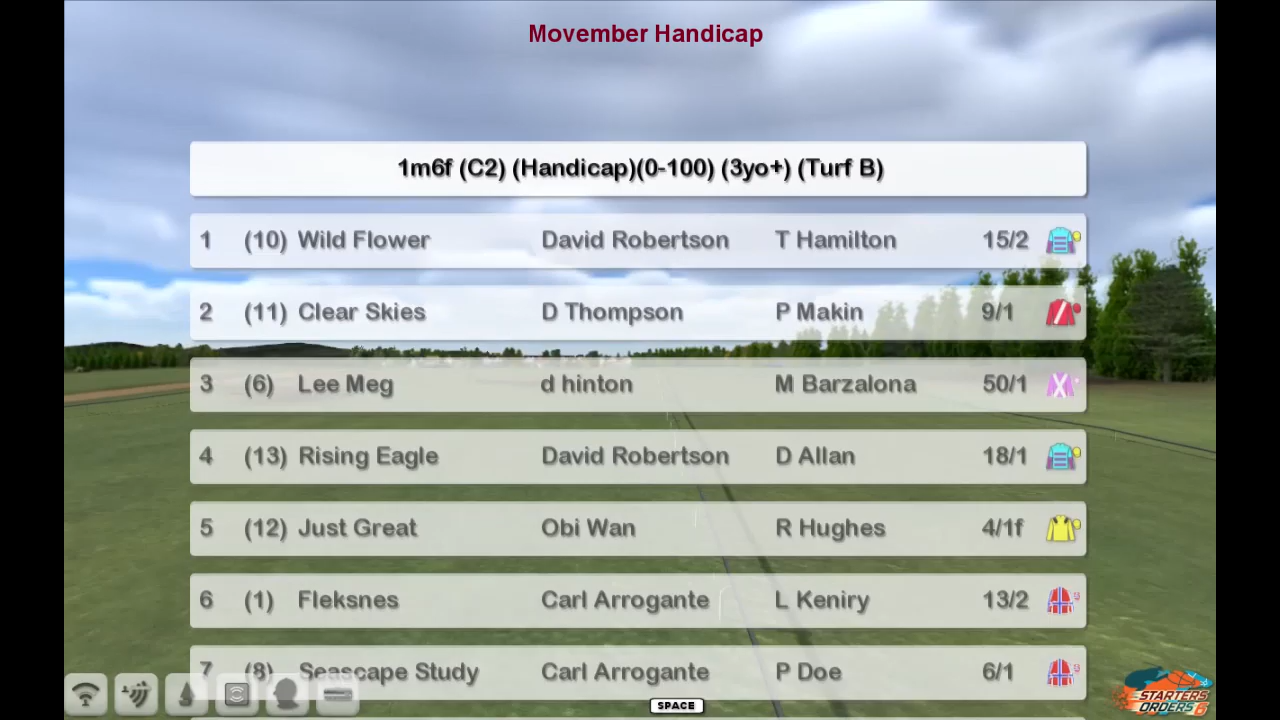 Movember Handicap
1m6f (C2) (Handicap)(0-100) (3yo+) (Turf B)
1 (10) Wild Flower David Robertson T Hamilton 15/2
2 (11) Clear Skies D Thompson P Makin 9/1
3 (6) Lee Meg d hinton M Barzalona 50/1
4 (13) Rising Eagle David Robertson D Allan 18/1
5 (12) Just Great Obi Wan R Hughes 4/1f
6 (1) Fleksnes Carl Arrogante L Keniry 13/2
7 (8) Seascape Study Carl Arrogante P Doe 6/1
SPACE
STARTERS
ORDERS 6